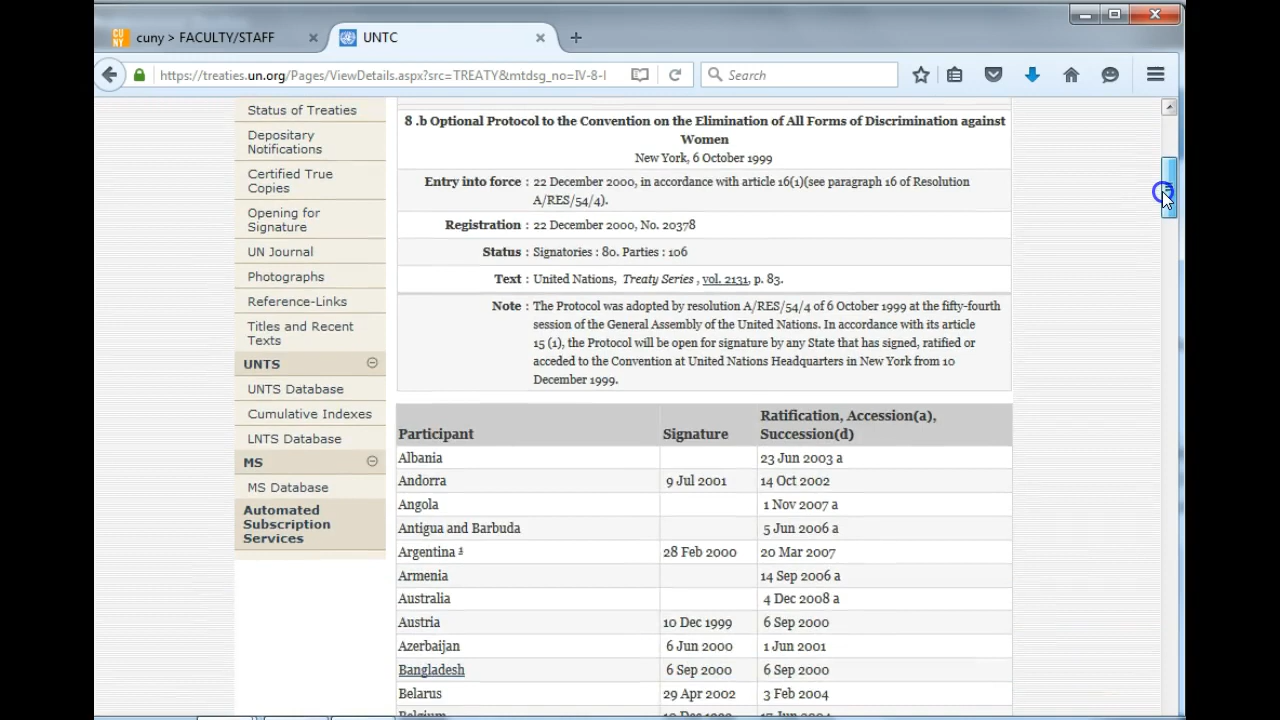 cuny > FACULTY/STAFF
UNTC
https://treaties.un.org/Pages/ViewDetails.aspx?src=TREATY&mtdsg_no=IV-8-l
Search
Status of Treaties
Depositary
Notifications
Certified True
Copies
Opening for
Signature
UN Journal
Photographs
Reference-Links
Titles and Recent
Texts
UNTS
UNTS Database
Cumulative Indexes
LNTS Database
MS
MS Database
Automated
Subscription
Services
8 .b Optional Protocol to the Convention on the Elimination of All Forms of Discrimination against
Women
New York, 6 October 1999
Entry into force : 22 December 2000, in accordance with article 16(1)(see paragraph 16 of Resolution
A/RES/54/4).
Registration : 22 December 2000, No. 20378
Status : Signatories : 80. Parties : 106
Text : United Nations, Treaty Series , vol. 2131, p. 83.
Note : The Protocol was adopted by resolution A/RES/54/4 of 6 October 1999 at the fifty-fourth
session of the General Assembly of the United Nations. In accordance with its article
15 (1), the Protocol will be open for signature by any State that has signed, ratified or
acceded to the Convention at United Nations Headquarters in New York from 10
December 1999.
Participant Signature Ratification, Accession(a),
Succession(d)
Albania 23 Jun 2003 a
Andorra 9 Jul 2001 14 Oct 2002
Angola 1 Nov 2007 a
Antigua and Barbuda 5 Jun 2006 a
Argentina 28 Feb 2000 20 Mar 2007
Armenia 14 Sep 2006 a
Australia 4 Dec 2008 a
Austria 10 Dec 1999 6 Sep 2000
Azerbaijan 6 Jun 2000 1 Jun 2001
Bangladesh 6 Sep 2000 6 Sep 2000
Belarus 29 Apr 2002 3 Feb 2004
Belgium 10 Dec 1999 17 Jun 2004